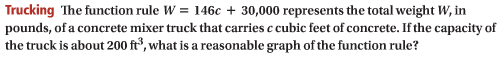 Trucking The function rule W = 146c + 30,000 represents the total weight W, in
pounds, of a concrete mixer truck that carries c cubic feet of concrete. If the capacity of
the truck is about 200 ft³, what is a reasonable graph of the function rule?